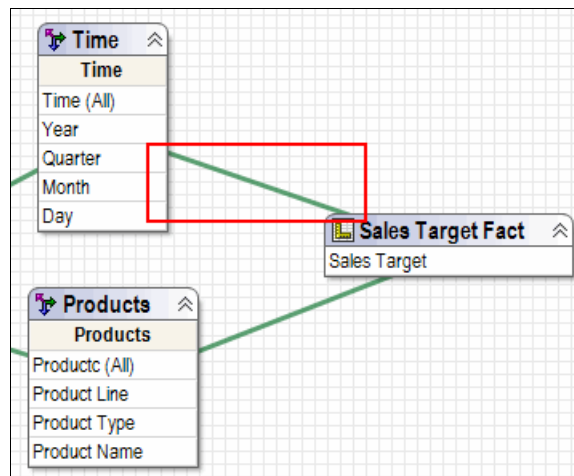 Time
Time
Time (All)
Year
Quarter
Month
Day
Sales Target Fact
Sales Target
Products
Products
Productc (All)
Product Line
Product Type
Product Name